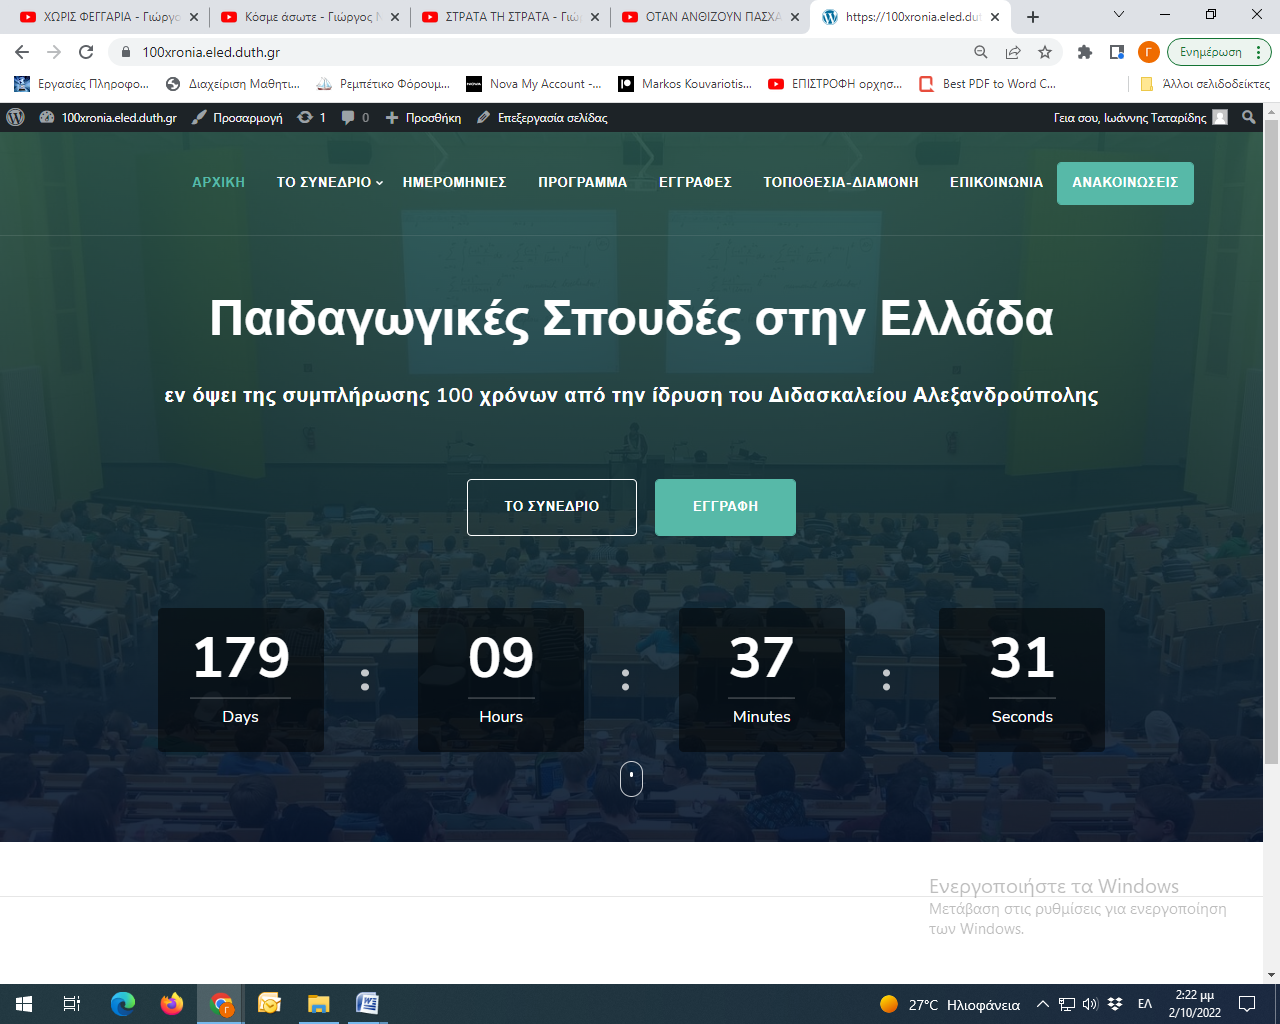 ΧΩΡΙΣ ΦΕΓΓΑΡΙΑ - Γιώργο
Κόσμε άσωτε - Γιώργος Ν
ΣΤΡΑΤΑ ΤΗ ΣΤΡΑΤΑ - Γιώ
ΟΤΑΝ ΑΝΘΙΖΟΥΝ ΠΑΣΧΑ
https://100xronia.eled.du
100xronia.eled.duth.gr
Γ
Ενημέρωση
Εργασίες Πληροφο...
Διαχείριση Μαθητι...
Ρεμπέτικο Φόρουμ...
Nova My Account -...
Markos Kouvariotis...
ΕΠΙΣΤΡΟΦΗ ορχησ...
Best PDF to Word C...
Άλλοι σελιδοδείκτες
100xronia.eled.duth.gr
Προσαρμογή
1
0
Προσθήκη
Επεξεργασία σελίδας
Γεια σου, Ιωάννης Ταταρίδης
ΑΡΧΙΚΗ
ΤΟ ΣΥΝΕΔΡΙΟ
ΗΜΕΡΟΜΗΝΙΕΣ
ΠΡΟΓΡΑΜΜΑ
ΕΓΓΡΑΦΕΣ
ΤΟΠΟΘΕΣΙΑ-ΔΙΑΜΟΝΗ
ΕΠΙΚΟΙΝΩΝΙΑ
ΑΝΑΚΟΙΝΩΣΕΙΣ
Παιδαγωγικές Σπουδές στην Ελλάδα
εν όψει της συμπλήρωσης 100 χρόνων από την ίδρυση του Διδασκαλείου Αλεξανδρούπολης
ΤΟ ΣΥΝΕΔΡΙΟ
ΕΓΓΡΑΦΗ
179 : 09 : 37 : 31
Days Hours Minutes Seconds
Ενεργοποιήστε τα Windows
Μετάβαση στις ρυθμίσεις για ενεργοποίηση
των Windows.
27°C Ηλιοφάνεια
ΕΛ
2:22 μμ
2/10/2022